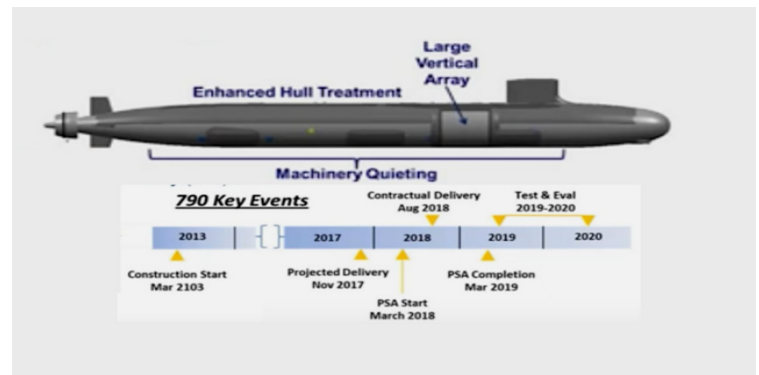 Large
Vertical
Array
Enhanced Hull Treatment
Machinery Quieting
790 Key Events
Contractual Delivery
Aug 2018
Test & Eval
2019-2020
2013
2017
2018
2019
2020
Construction Start
Mar 2103
Projected Delivery
Nov 2017
PSA Start
March 2018
PSA Completion
Mar 2019